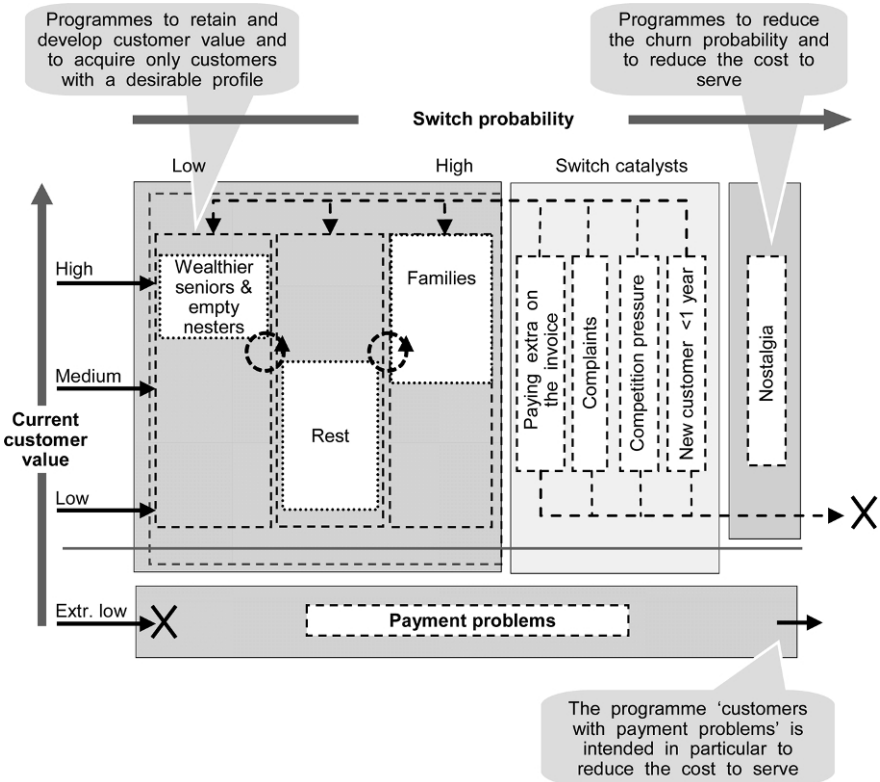 Programmes to retain and
develop customer value and
to acquire only customers
with a desirable profile
Programmes to reduce
the churn probability and
to reduce the cost to
serve
Switch probability
Low
High
Switch catalysts
High
Medium
Current
customer
value
Low
Extr. low
Wealthier
seniors &
empty
nesters
Rest
Families
Paying extra on
the invoice
Complaints
Competition pressure
New customer <1 year
Nostalgia
Payment problems
The programme ‘customers
with payment problems’ is
intended in particular to
reduce the cost to serve